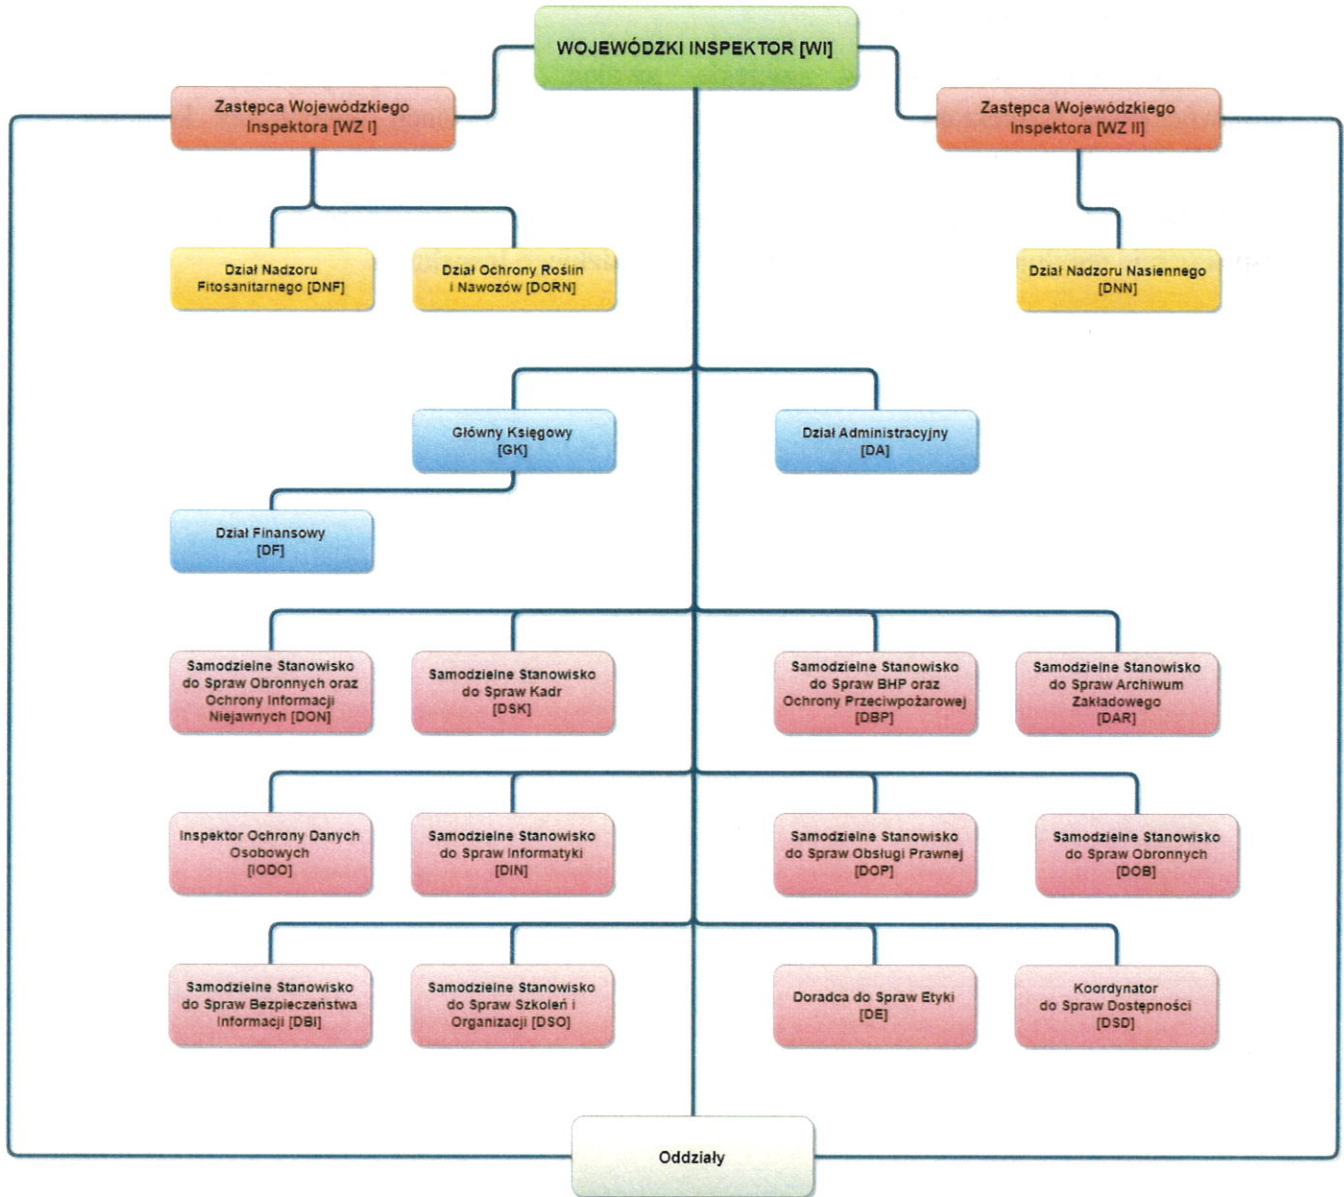 WOJEWÓDZKI INSPEKTOR [WI]
Zastępca Wojewódzkiego
Inspektora [WZ I]
Zastępca Wojewódzkiego
Inspektora [WZ II]
Dział Nadzoru
Fitosanitarnego [DNF]
Dział Ochrony Roślin
i Nawozów [DORN]
Dział Nadzoru Nasiennego
[DNN]
Główny Księgowy
[GK]
Dział Administracyjny
[DA]
Dział Finansowy
[DF]
Samodzielne Stanowisko
do Spraw Obronnych oraz
Ochrony Informacji
Niejawnych [DON]
Samodzielne Stanowisko
do Spraw Kadr
[DSK]
Samodzielne Stanowisko
do Spraw BHP oraz
Ochrony Przeciwpożarowej
[DBP]
Samodzielne Stanowisko
do Spraw Archiwum
Zakładowego
[DAR]
Inspektor Ochrony Danych
Osobowych
[IODO]
Samodzielne Stanowisko
do Spraw Informatyki
[DIN]
Samodzielne Stanowisko
do Spraw Obsługi Prawnej
[DOP]
Samodzielne Stanowisko
do Spraw Obronnych
[DOB]
Samodzielne Stanowisko
do Spraw Bezpieczeństwa
Informacji [DBI]
Samodzielne Stanowisko
do Spraw Szkoleń i
Organizacji [DSO]
Doradca do Spraw Etyki
[DE]
Koordynator
do Spraw Dostępności
[DSD]
Oddziały